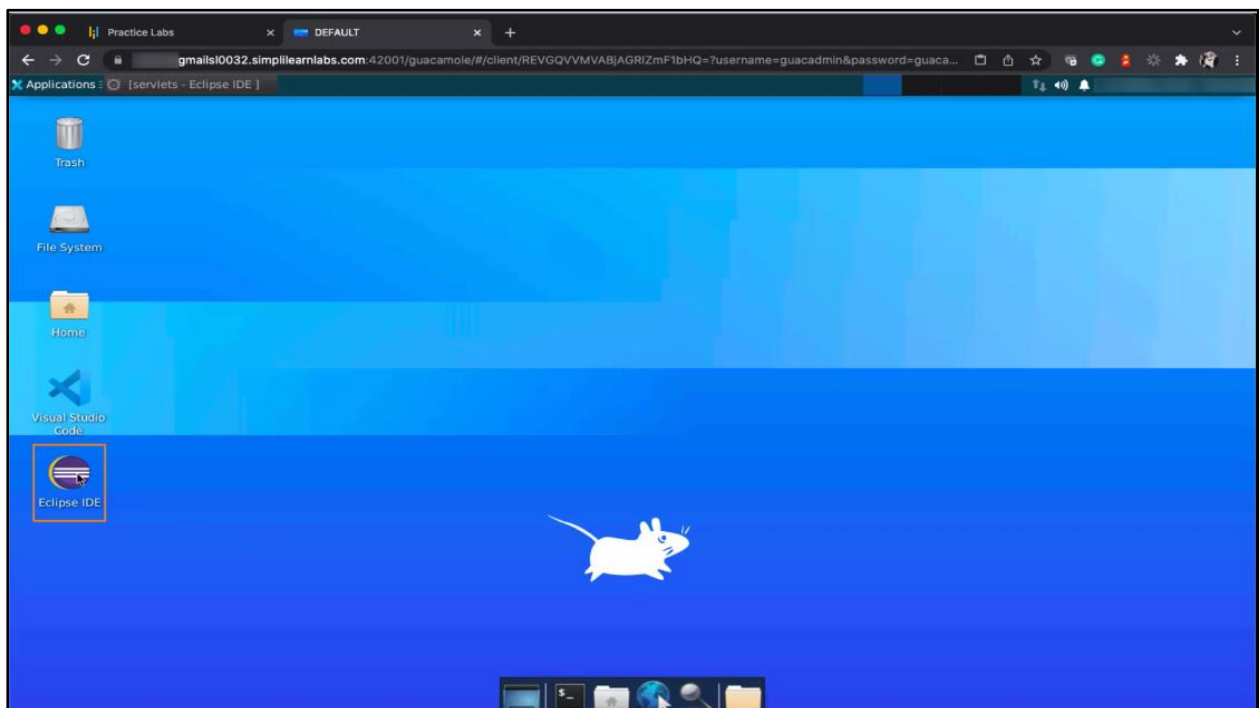 Practice Labs
DEFAULT
gmailsl0032.simplilearnlabs.com:42001/guacamole/#/client/REVGQVVMVABjAGRlZmF1bHQ=?username=guacadmin&password=guaca...
Applications
[servlets - Eclipse IDE ]
Trash
File System
Home
Visual Studio
Code
Eclipse IDE
$_